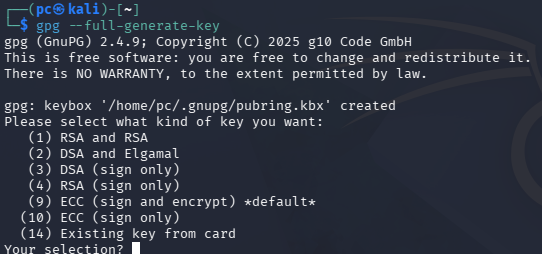 ┌──(pc㉿kali)-[~]
└─$ gpg --full-generate-key
gpg (GnuPG) 2.4.9; Copyright (C) 2025 g10 Code GmbH
This is free software: you are free to change and redistribute it.
There is NO WARRANTY, to the extent permitted by law.

gpg: keybox '/home/pc/.gnupg/pubring.kbx' created
Please select what kind of key you want:
   (1) RSA and RSA
   (2) DSA and Elgamal
   (3) DSA (sign only)
   (4) RSA (sign only)
   (9) ECC (sign and encrypt) *default*
  (10) ECC (sign only)
  (14) Existing key from card
Your selection?